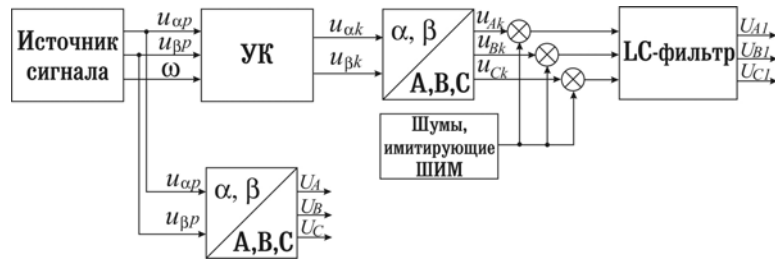 Источник
сигнала
uαp
uβp
ω
УК
uαk
uβk
α, β
A,B,C
uAk
uBk
uCk
LC-фильтр
UA1
UB1
UC1
Шумы,
имитирующие
ШИМ
uαp
uβp
α, β
A,B,C
UA
UB
UC